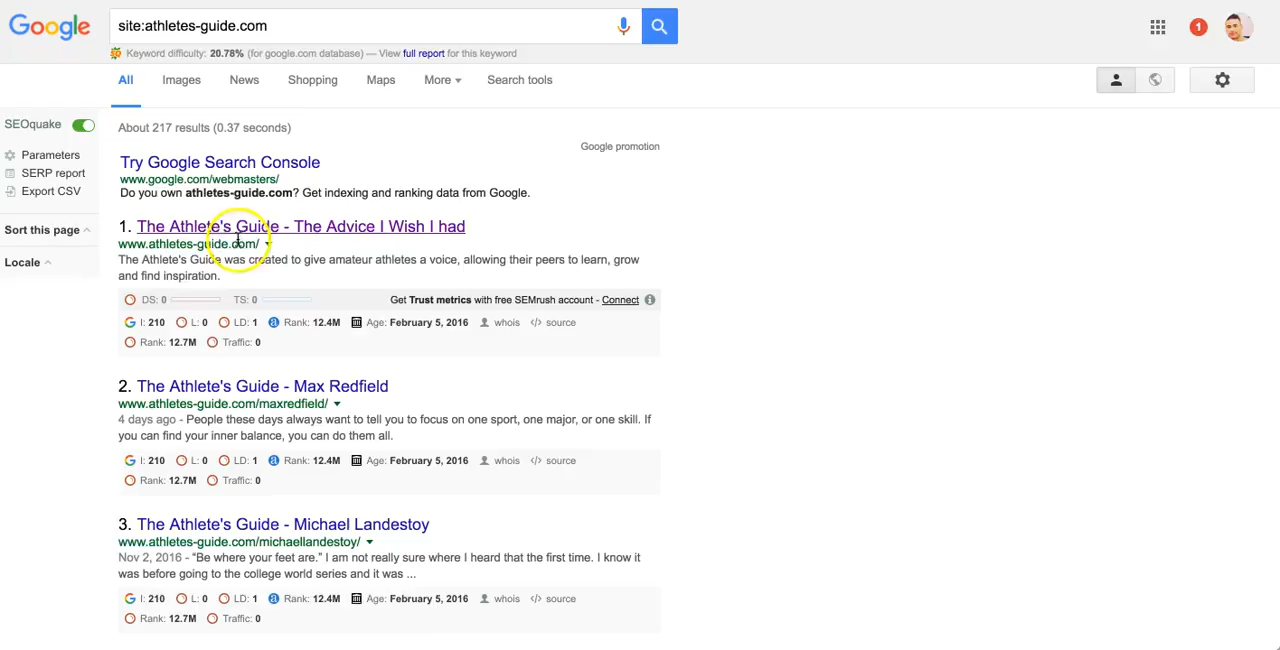 Google
site:athletes-guide.com
1
Keyword difficulty: 20.78% (for google.com database) — View full report for this keyword
All Images News Shopping Maps More Search tools
SEOquake
Parameters
SERP report
Export CSV
Sort this page
Locale
About 217 results (0.37 seconds)
Google promotion
Try Google Search Console
www.google.com/webmasters/
Do you own athletes-guide.com? Get indexing and ranking data from Google.
1. The Athlete's Guide - The Advice I Wish I had
www.athletes-guide.com/
The Athlete's Guide was created to give amateur athletes a voice, allowing their peers to learn, grow
and find inspiration.
DS: 0 TS: 0 Get Trust metrics with free SEMrush account - Connect
I: 210 L: 0 LD: 1 Rank: 12.4M Age: February 5, 2016 whois </> source
Rank: 12.7M Traffic: 0
2. The Athlete's Guide - Max Redfield
www.athletes-guide.com/maxredfield/
4 days ago - People these days always want to tell you to focus on one sport, one major, or one skill. If
you can find your inner balance, you can do them all.
I: 210 L: 0 LD: 1 Rank: 12.4M Age: February 5, 2016 whois </> source
Rank: 12.7M Traffic: 0
3. The Athlete's Guide - Michael Landestoy
www.athletes-guide.com/michaellandestoy/
Nov 2, 2016 - “Be where your feet are.” I am not really sure where I heard that the first time. I know it
was before going to the college world series and it was ...
I: 210 L: 0 LD: 1 Rank: 12.4M Age: February 5, 2016 whois </> source
Rank: 12.7M Traffic: 0